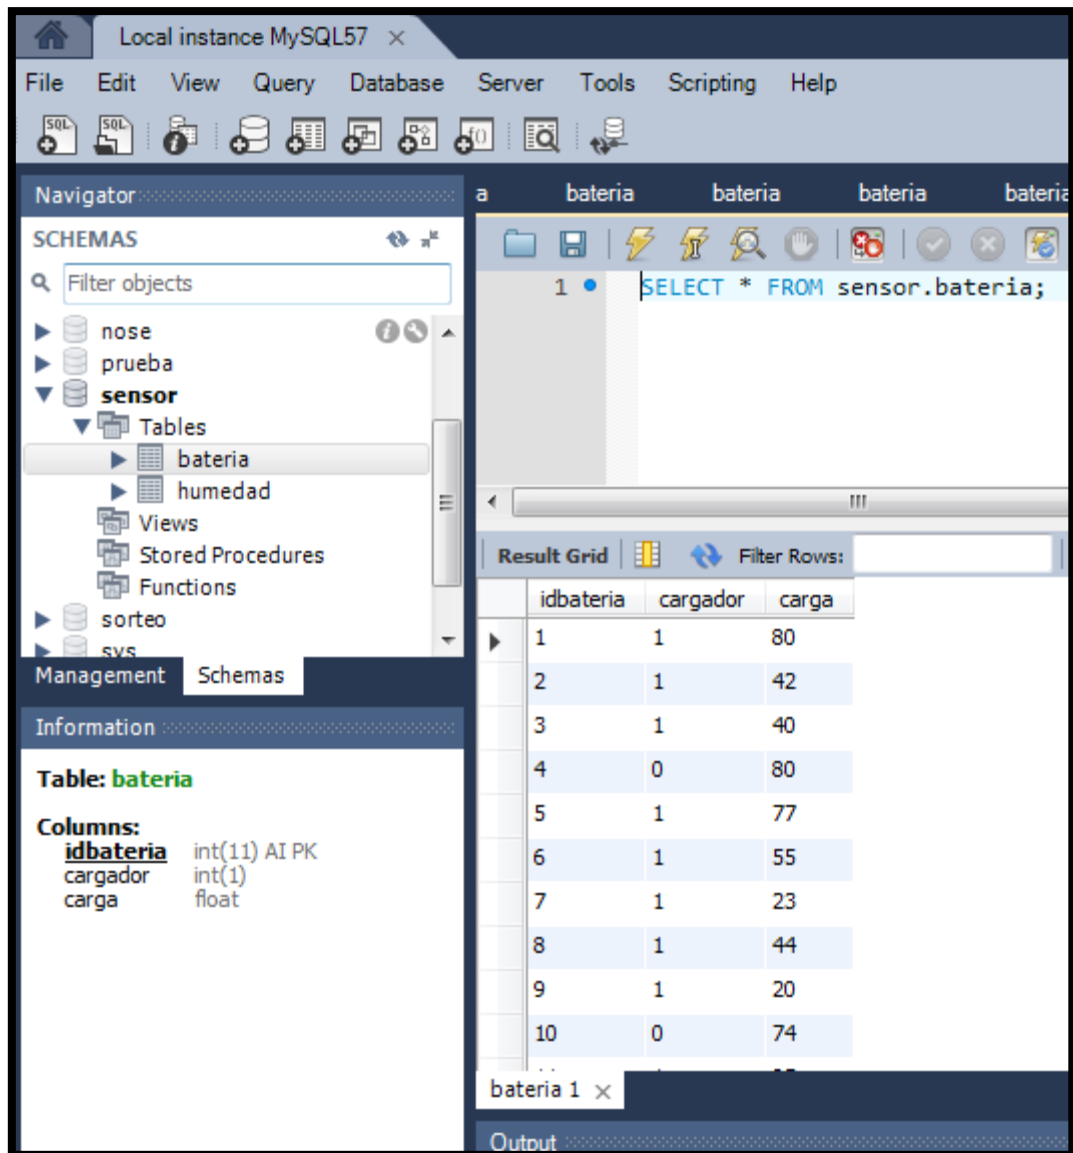 Local instance MySQL57 ×
File Edit View Query Database Server Tools Scripting Help
SQL SQL
Navigator
SCHEMAS
Filter objects
nose
prueba
sensor
Tables
bateria
humedad
Views
Stored Procedures
Functions
sorteo
sys
Management Schemas
Information
Table: bateria
Columns:
idbateria int(11) AI PK
cargador int(1)
carga float
a bateria bateria bateria bateria
1 SELECT * FROM sensor.bateria;
Result Grid Filter Rows:
idbateria cargador carga
1 1 80
2 1 42
3 1 40
4 0 80
5 1 77
6 1 55
7 1 23
8 1 44
9 1 20
10 0 74
bateria 1 ×
Output